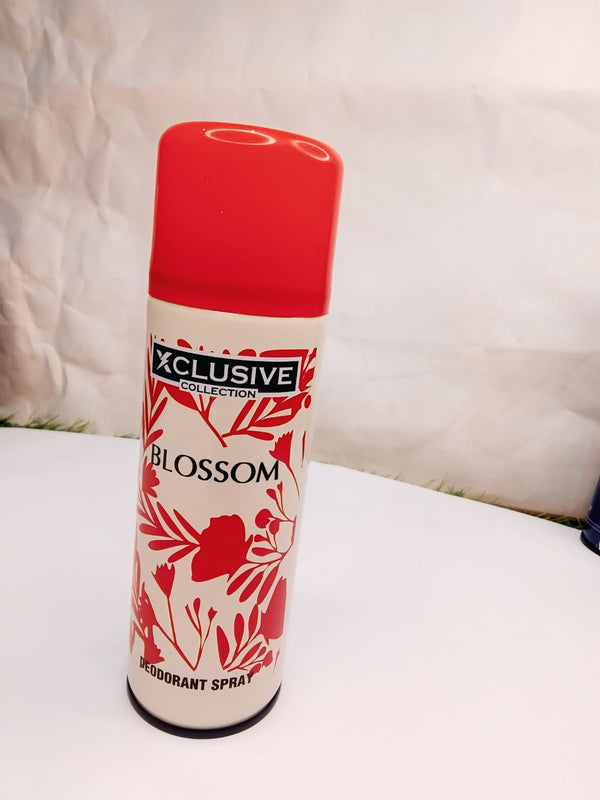 XCLUSIVE
COLLECTION
BLOSSOM
DEODORANT SPRAY